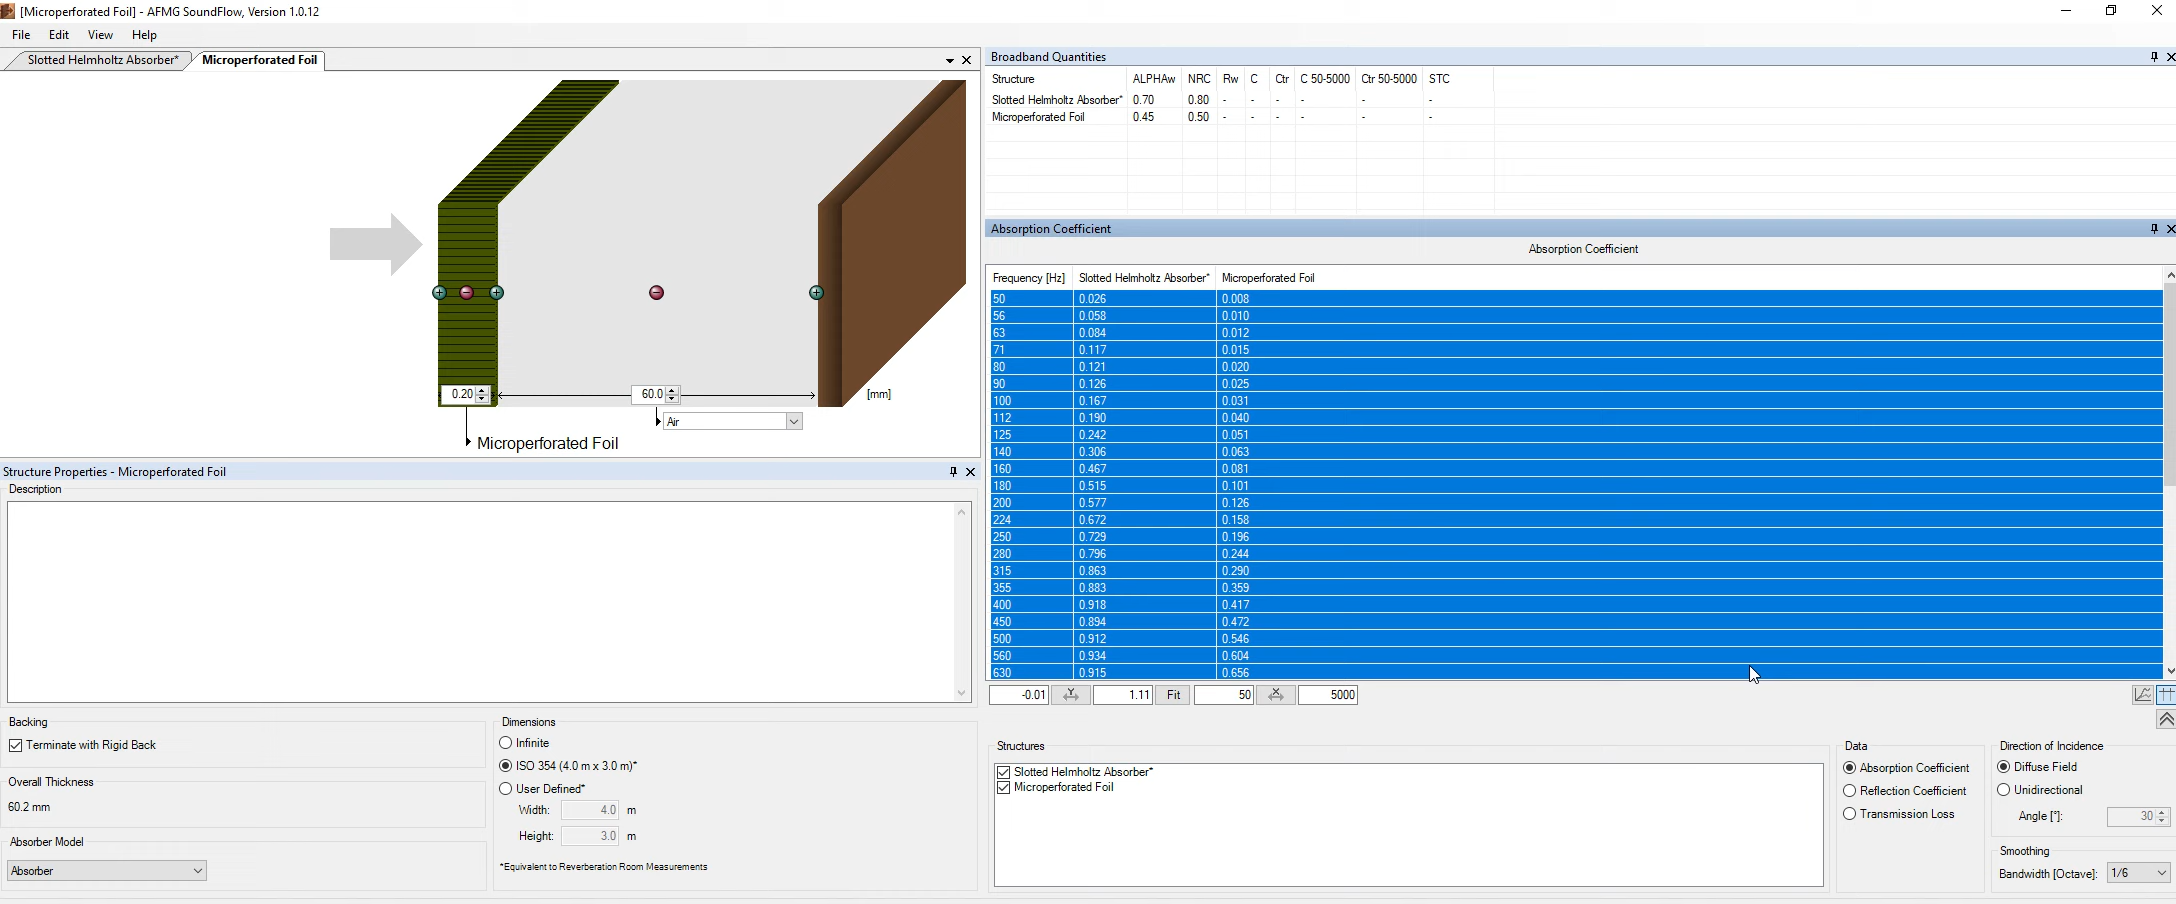 [Microperforated Foil] - AFMG SoundFlow, Version 1.0.12
File Edit View Help
Slotted Helmholtz Absorber* Microperforated Foil
0.20 60.0 [mm]
Air
Microperforated Foil
Structure Properties - Microperforated Foil
Description
Backing
Terminate with Rigid Back
Overall Thickness
60.2 mm
Absorber Model
Absorber
Dimensions
Infinite
ISO 354 (4.0 m x 3.0 m)*
User Defined*
Width: 4.0 m
Height: 3.0 m
*Equivalent to Reverberation Room Measurements
Broadband Quantities
Structure ALPHAw NRC Rw C Ctr C 50-5000 Ctr 50-5000 STC
Slotted Helmholtz Absorber* 0.70 0.80 - - - - - -
Microperforated Foil 0.45 0.50 - - - - - -
Absorption Coefficient
Absorption Coefficient
Frequency [Hz] Slotted Helmholtz Absorber* Microperforated Foil
50 0.026 0.008
56 0.058 0.010
63 0.084 0.012
71 0.117 0.015
80 0.121 0.020
90 0.126 0.025
100 0.167 0.031
112 0.190 0.040
125 0.242 0.051
140 0.306 0.063
160 0.467 0.081
180 0.515 0.101
200 0.577 0.126
224 0.672 0.158
250 0.729 0.196
280 0.796 0.244
315 0.863 0.290
355 0.883 0.359
400 0.918 0.417
450 0.894 0.472
500 0.912 0.546
560 0.934 0.604
630 0.915 0.656
-0.01 Y 1.11 Fit 50 X 5000
Structures
Slotted Helmholtz Absorber*
Microperforated Foil
Data
Absorption Coefficient
Reflection Coefficient
Transmission Loss
Direction of Incidence
Diffuse Field
Unidirectional
Angle [°]: 30
Smoothing
Bandwidth [Octave]: 1/6